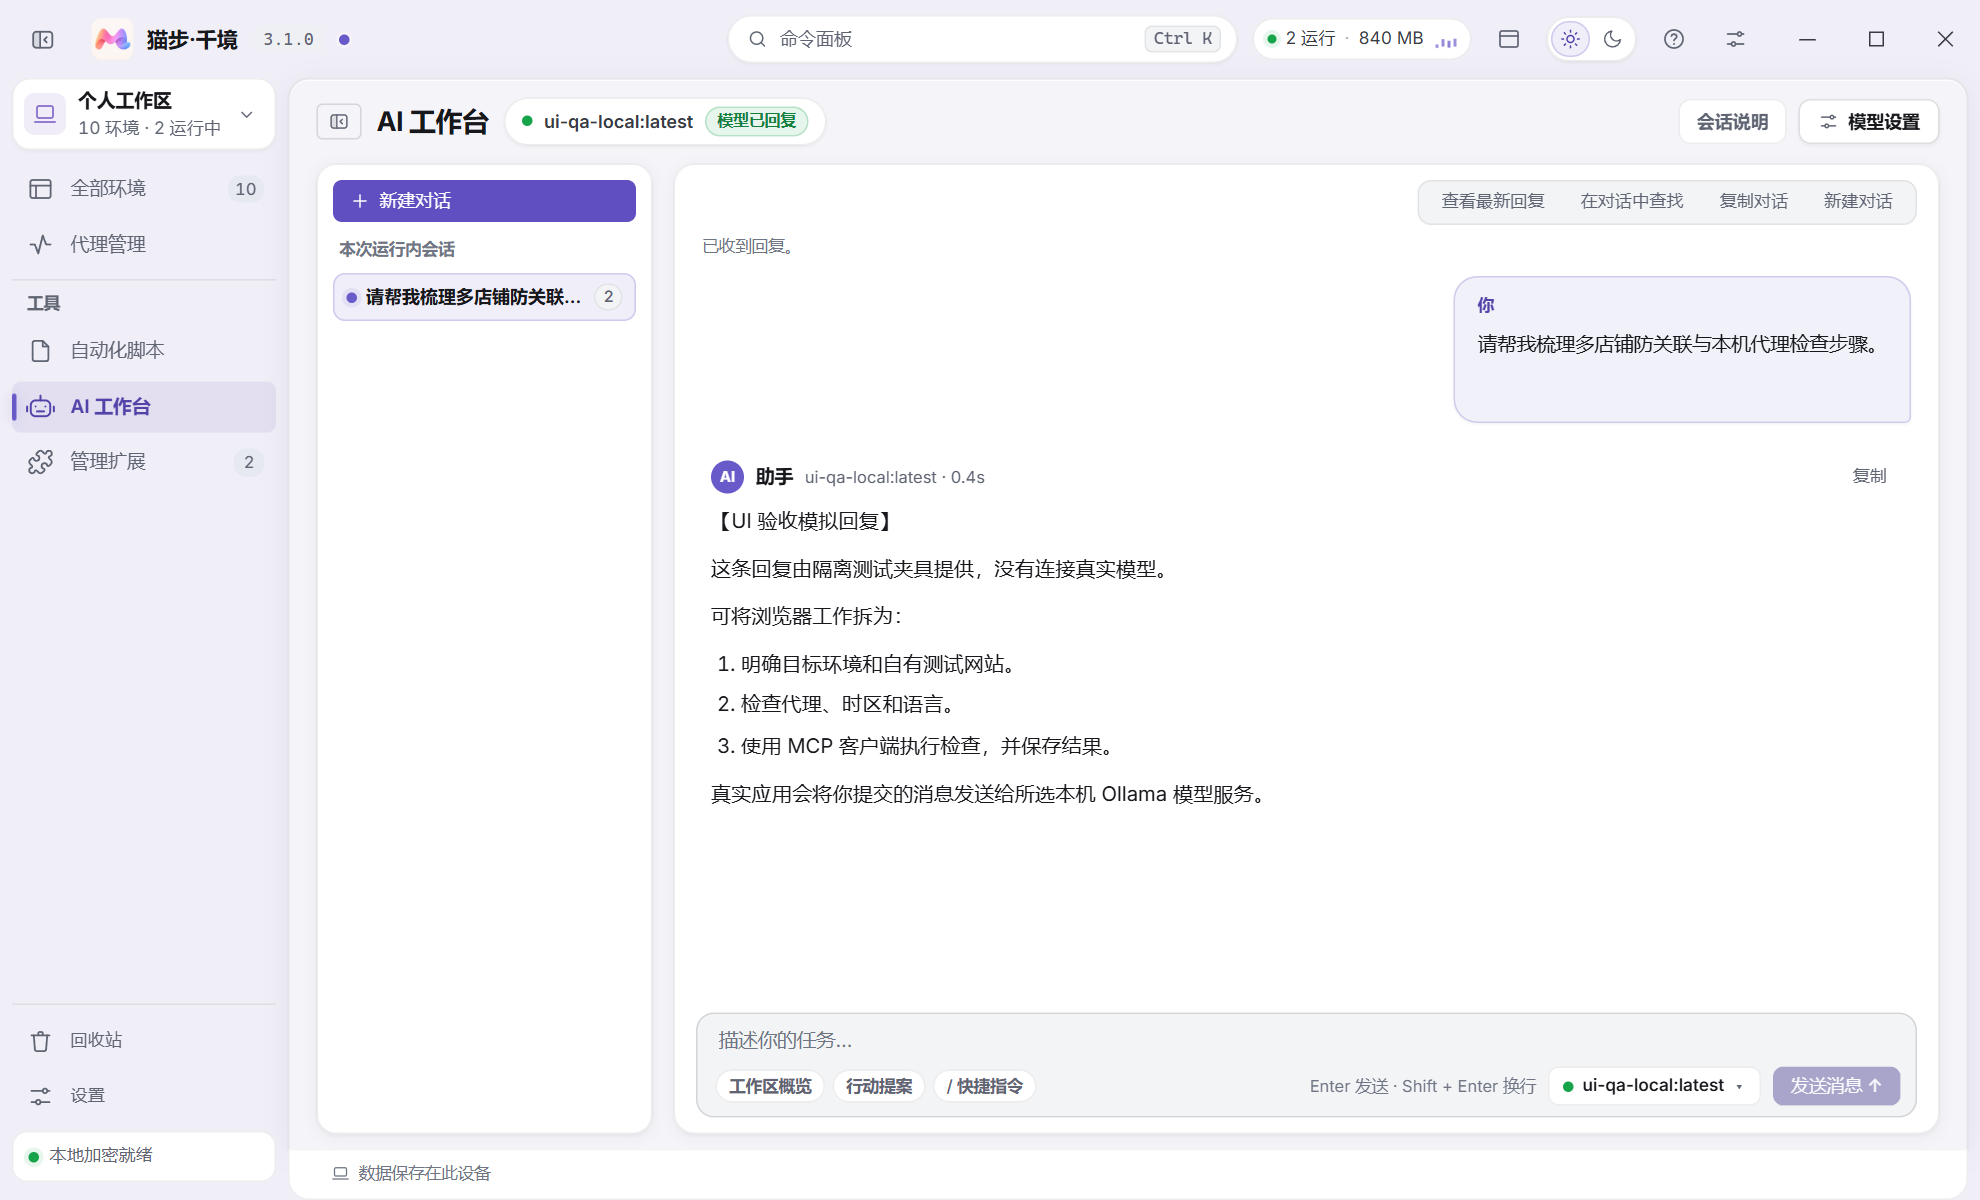 猫步·千境 3.1.0
命令面板 Ctrl K
2 运行 · 840 MB
个人工作区
10 环境 · 2 运行中
全部环境 10
代理管理
工具
自动化脚本
AI 工作台
管理扩展 2
回收站
设置
本地加密就绪
AI 工作台 ui-qa-local:latest 模型已回复
会话说明 模型设置
+ 新建对话
本次运行内会话
请帮我梳理多店铺防关联... 2
查看最新回复 在对话中查找 复制对话 新建对话
已收到回复。
你
请帮我梳理多店铺防关联与本机代理检查步骤。
AI 助手 ui-qa-local:latest · 0.4s 复制
【UI 验收模拟回复】
这条回复由隔离测试夹具提供，没有连接真实模型。
可将浏览器工作拆为：
1. 明确目标环境和自有测试网站。
2. 检查代理、时区和语言。
3. 使用 MCP 客户端执行检查，并保存结果。
真实应用会将你提交的消息发送给所选本机 Ollama 模型服务。
描述你的任务...
工作区概览 行动提案 / 快捷指令 Enter 发送 · Shift + Enter 换行 ui-qa-local:latest 发送消息 ↑
数据保存在此设备